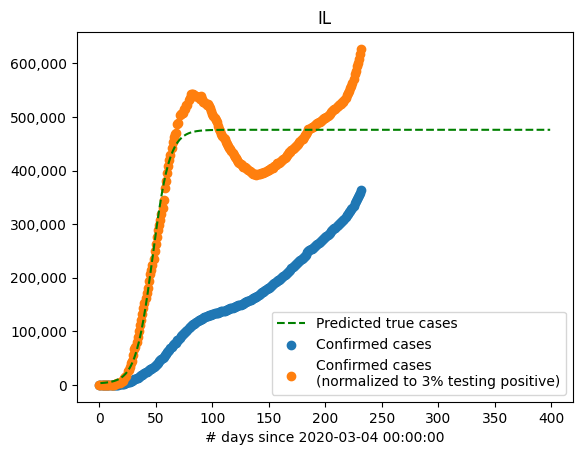 IL
600,000
500,000
400,000
300,000
200,000
100,000
0
0 50 100 150 200 250 300 350 400
# days since 2020-03-04 00:00:00
Predicted true cases
Confirmed cases
Confirmed cases
(normalized to 3% testing positive)